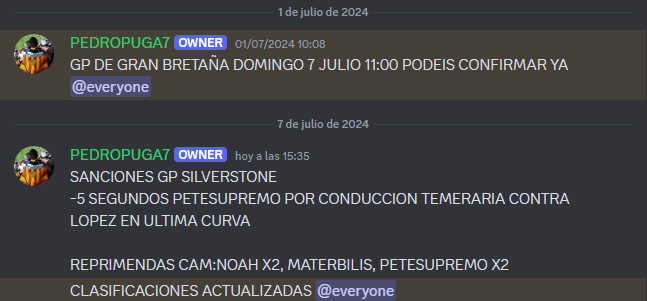 1 de julio de 2024
PEDROPUGA7 OWNER 01/07/2024 10:08
GP DE GRAN BRETAÑA DOMINGO 7 JULIO 11:00 PODEIS CONFIRMAR YA
@everyone
7 de julio de 2024
PEDROPUGA7 OWNER hoy a las 15:35
SANCIONES GP SILVERSTONE
-5 SEGUNDOS PETESUPREMO POR CONDUCCION TEMERARIA CONTRA
LOPEZ EN ULTIMA CURVA
REPRIMENDAS CAM:NOAH X2, MATERBILIS, PETESUPREMO X2
CLASIFICACIONES ACTUALIZADAS @everyone